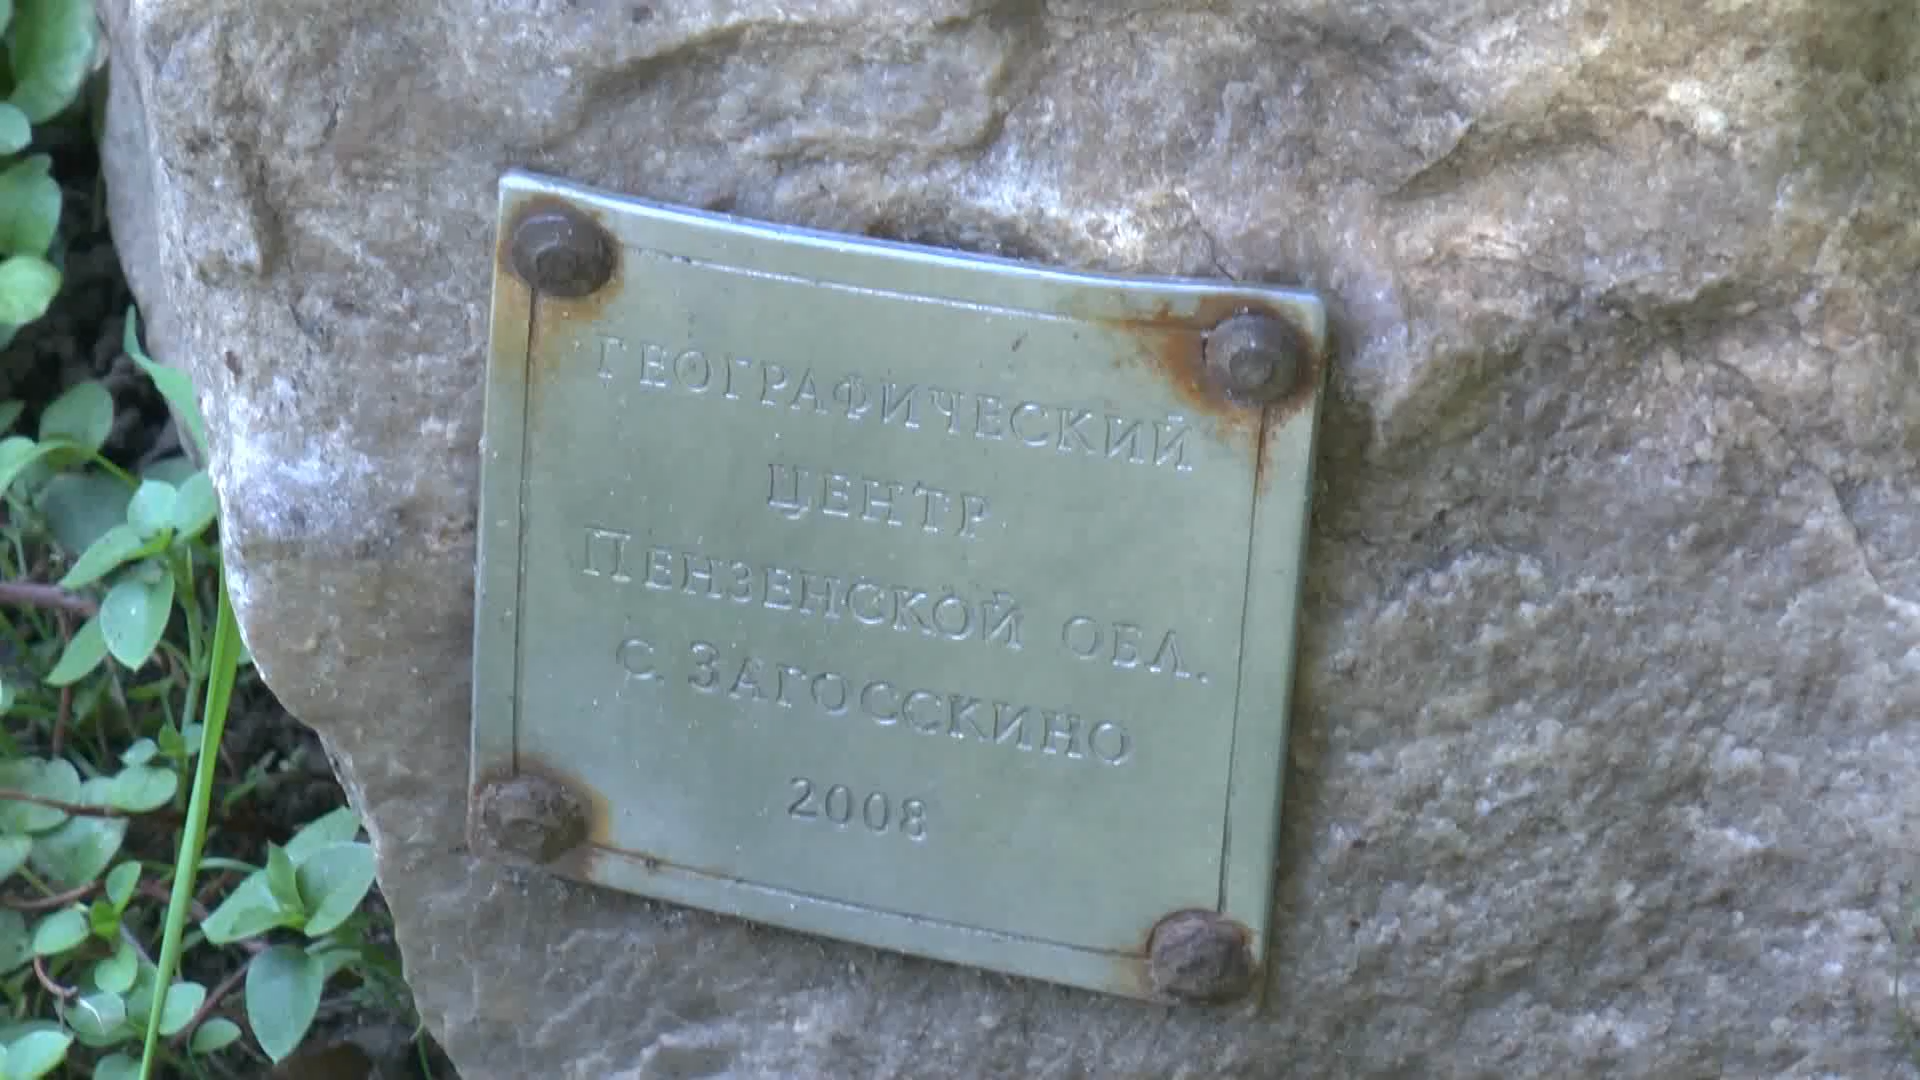 ГЕОГРАФИЧЕСКИЙ
ЦЕНТР
ПЕНЗЕНСКОЙ ОБЛ.
С. ЗАГОССКИНО
2008